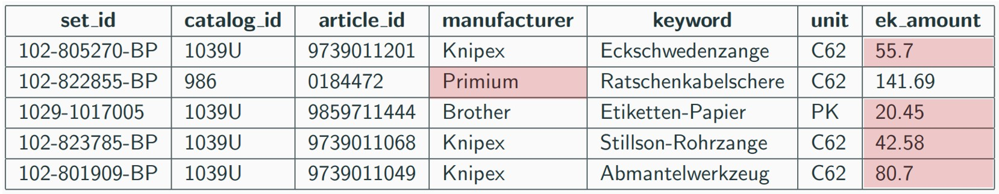 set_id catalog_id article_id manufacturer keyword unit ek_amount
102-805270-BP 1039U 9739011201 Knipex Eckschwedenzange C62 55.7
102-822855-BP 986 0184472 Primium Ratschenkabelschere C62 141.69
1029-1017005 1039U 9859711444 Brother Etiketten-Papier PK 20.45
102-823785-BP 1039U 9739011068 Knipex Stillson-Rohrzange C62 42.58
102-801909-BP 1039U 9739011049 Knipex Abmantelwerkzeug C62 80.7